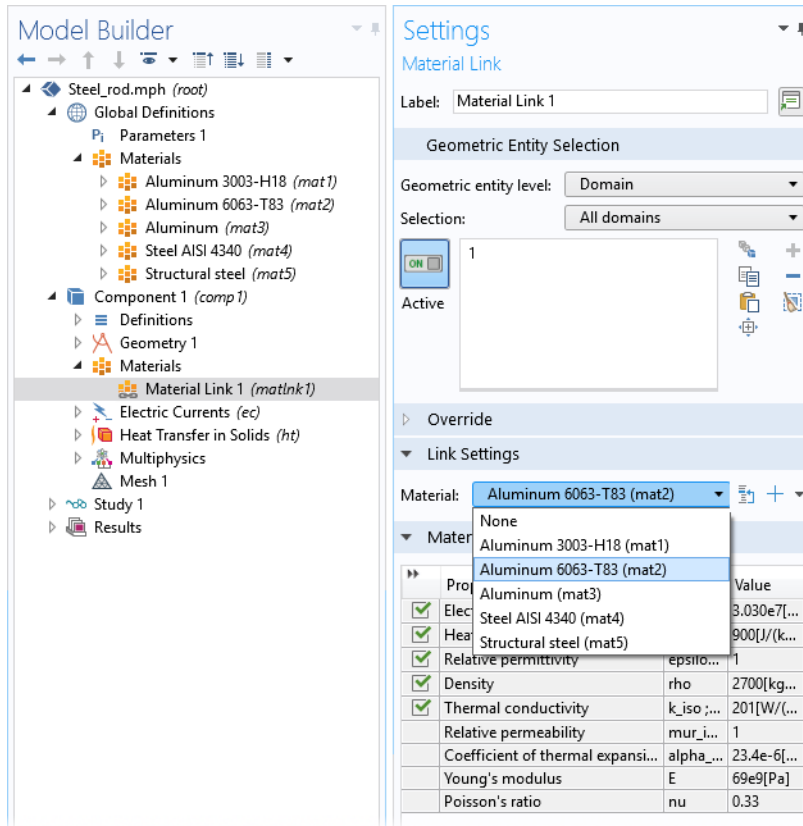 Model Builder
Steel_rod.mph (root)
Global Definitions
Pi Parameters 1
Materials
Aluminum 3003-H18 (mat1)
Aluminum 6063-T83 (mat2)
Aluminum (mat3)
Steel AISI 4340 (mat4)
Structural steel (mat5)
Component 1 (comp1)
Definitions
Geometry 1
Materials
Material Link 1 (matlnk1)
Electric Currents (ec)
Heat Transfer in Solids (ht)
Multiphysics
Mesh 1
Study 1
Results
Settings
Material Link
Label: Material Link 1
Geometric Entity Selection
Geometric entity level: Domain
Selection: All domains
ON
1
Active
Override
Link Settings
Material: Aluminum 6063-T83 (mat2)
None
Aluminum 3003-H18 (mat1)
Aluminum 6063-T83 (mat2)
Aluminum (mat3)
Steel AISI 4340 (mat4)
Structural steel (mat5)
Mater
Prop Value
Elec 3.030e7[...
Hea 900[J/(k...
Relative permittivity epsilo... 1
Density rho 2700[kg...
Thermal conductivity k_iso ;... 201[W/(...
Relative permeability mur_i... 1
Coefficient of thermal expansi... alpha_... 23.4e-6[...
Young's modulus E 69e9[Pa]
Poisson's ratio nu 0.33